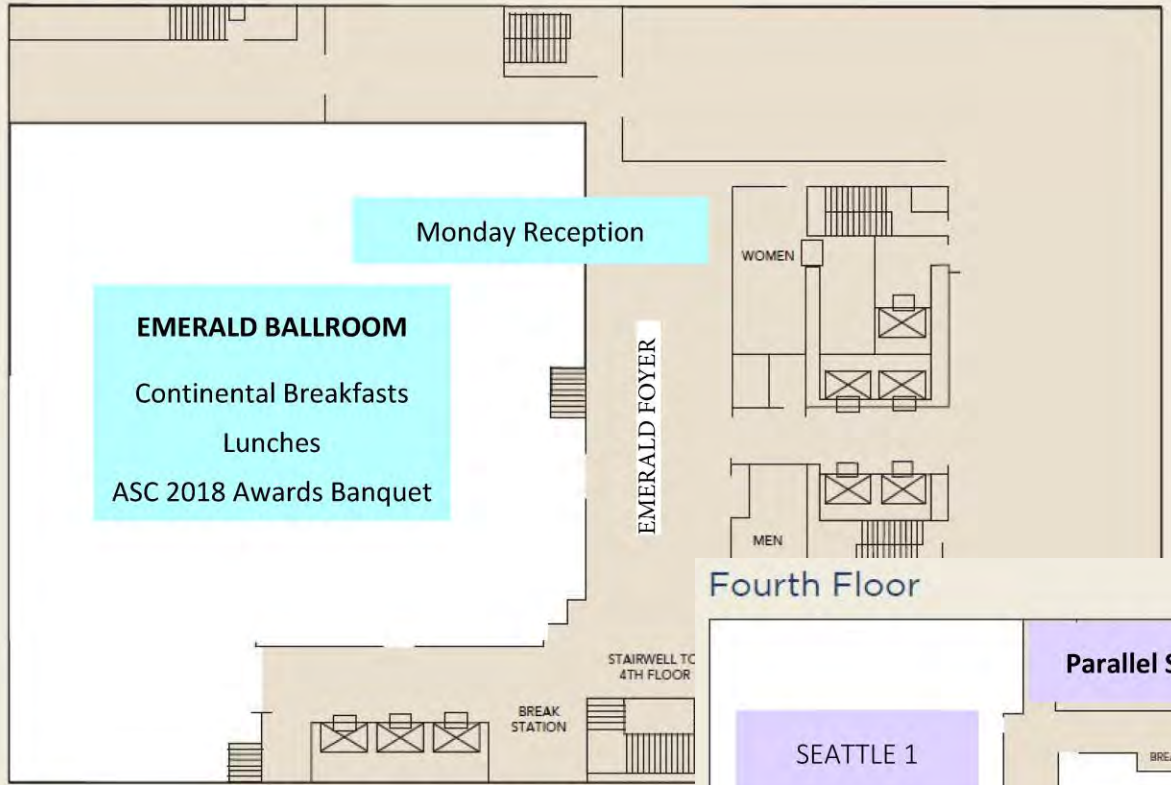 Monday Reception
WOMEN
EMERALD BALLROOM
Continental Breakfasts
Lunches
ASC 2018 Awards Banquet
EMERALD FOYER
MEN
Fourth Floor
STAIRWELL TO
4TH FLOOR
BREAK
STATION
Parallel
SEATTLE 1